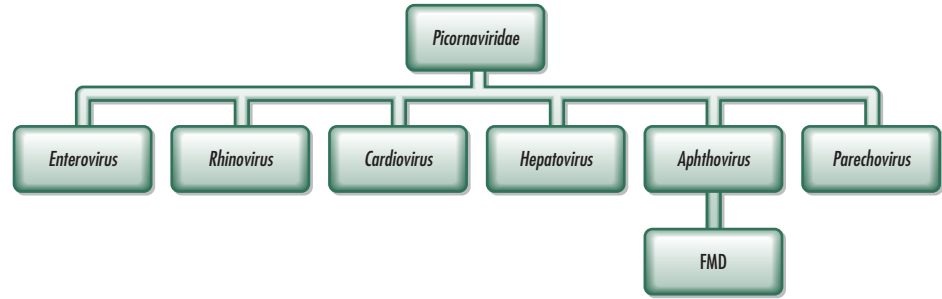 Picornaviridae
Enterovirus
Rhinovirus
Cardiovirus
Hepatovirus
Aphthovirus
Parechovirus
FMD